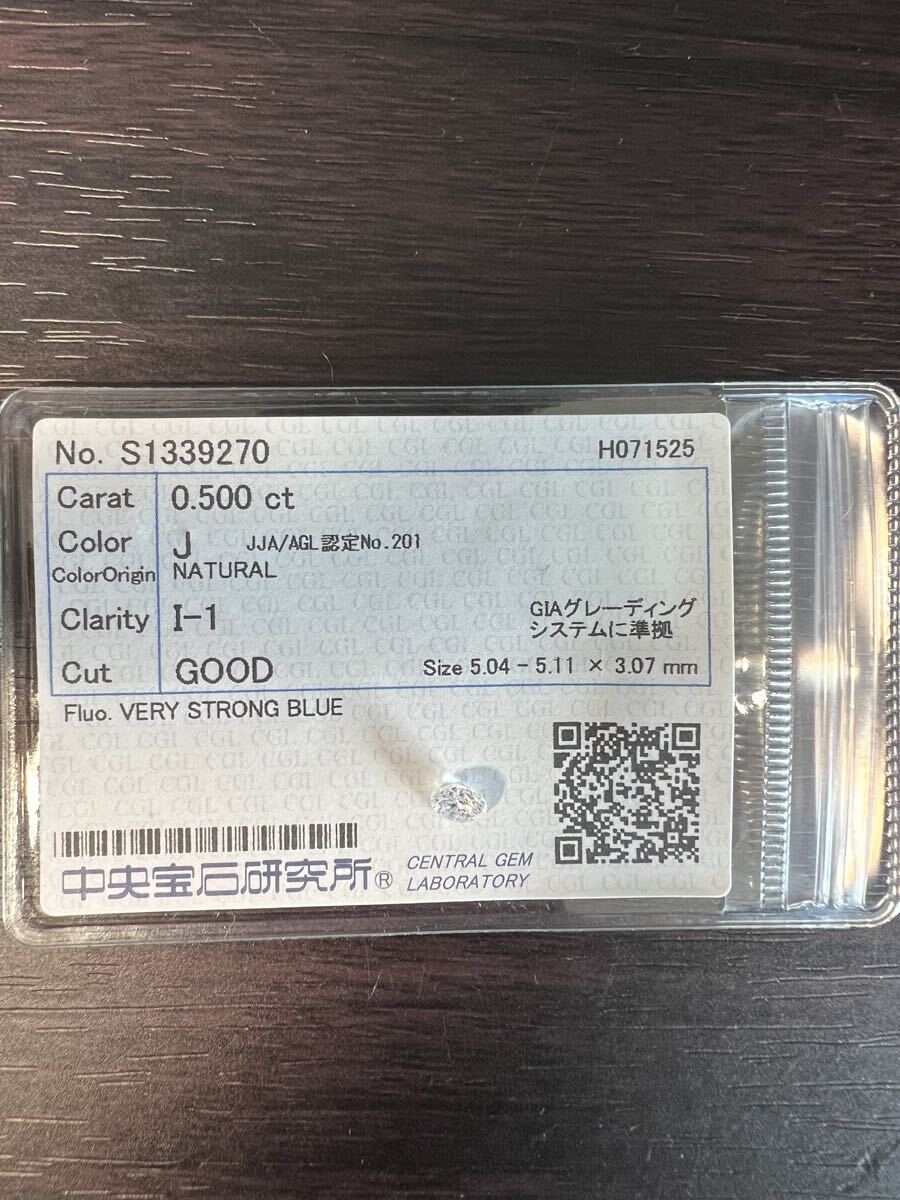 No. S1339270 H071525
Carat 0.500 ct
Color J JJA/AGL認定No.201
ColorOrigin NATURAL
Clarity I-1 GIAグレーディング
システムに準拠
Cut GOOD Size 5.04 - 5.11 × 3.07 mm
Fluo. VERY STRONG BLUE
中央宝石研究所® CENTRAL GEM
LABORATORY